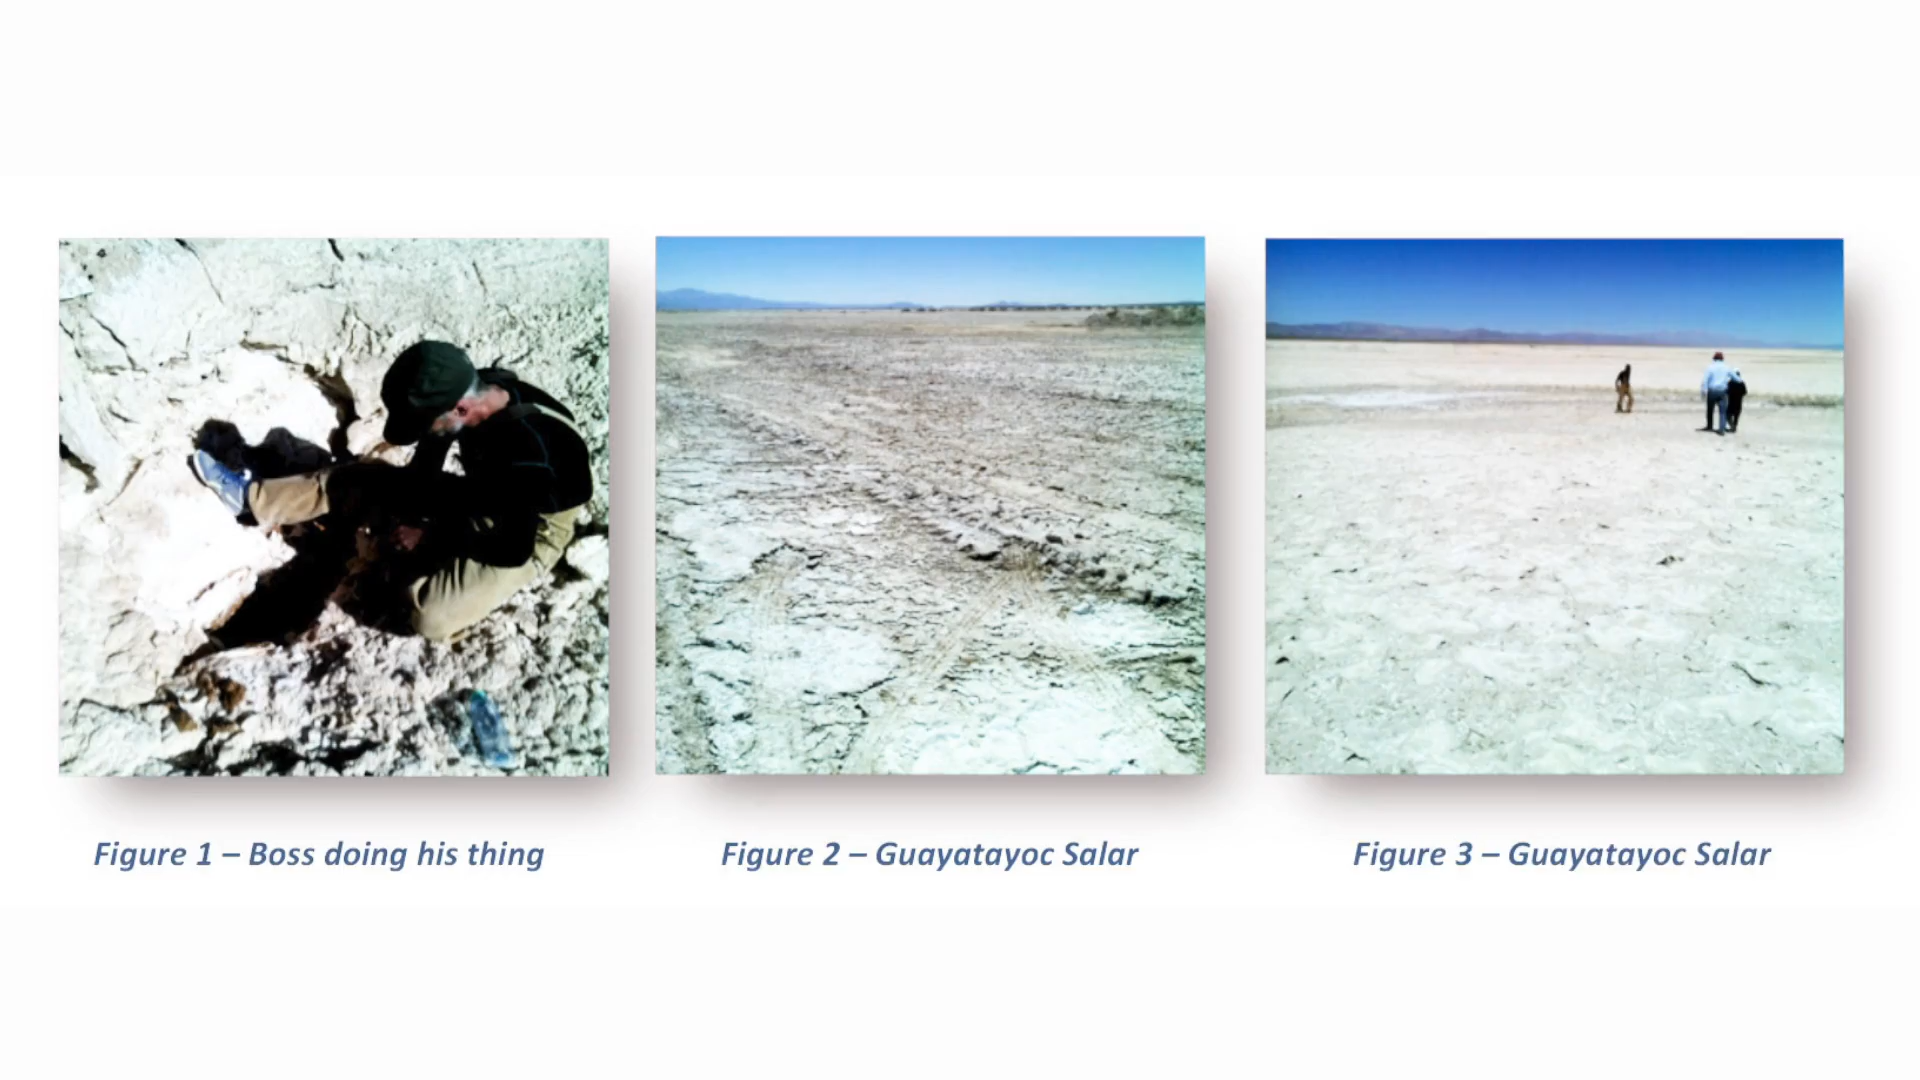 Figure 1 – Boss doing his thing
Figure 2 – Guayatayoc Salar
Figure 3 – Guayatayoc Salar